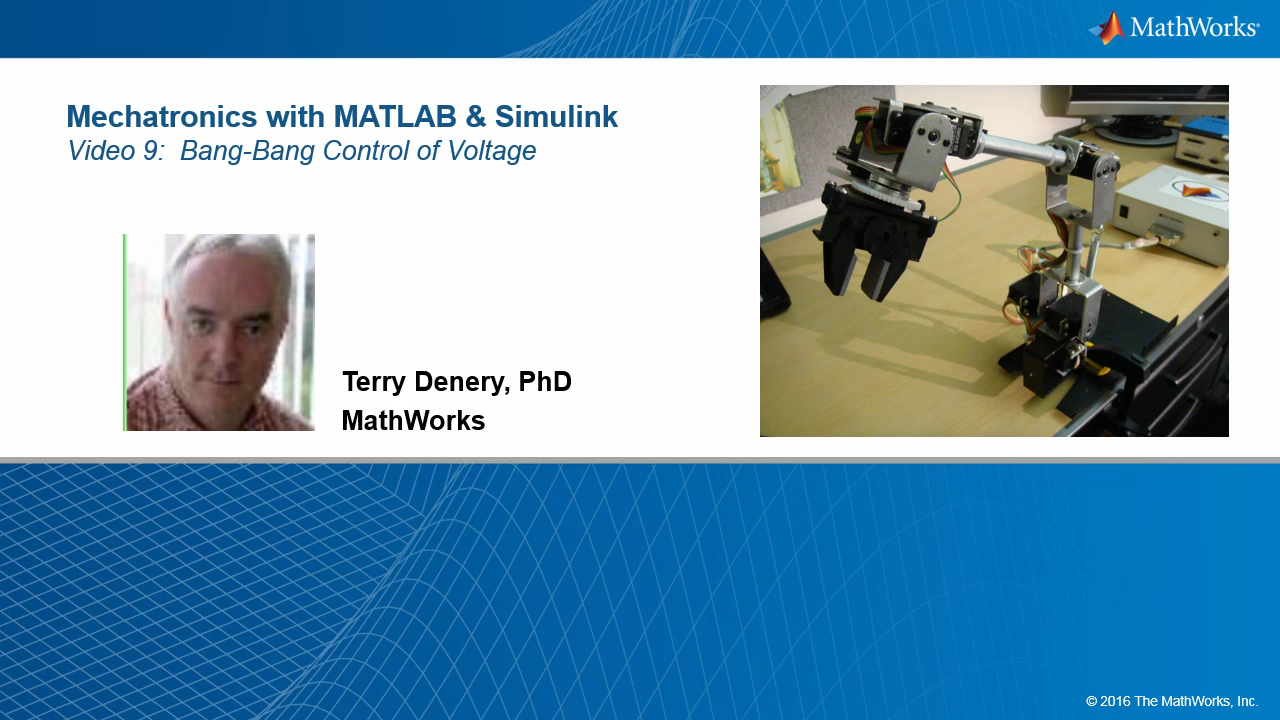 MathWorks®
Mechatronics with MATLAB & Simulink
Video 9: Bang-Bang Control of Voltage
Terry Denery, PhD
MathWorks
© 2016 The MathWorks, Inc.